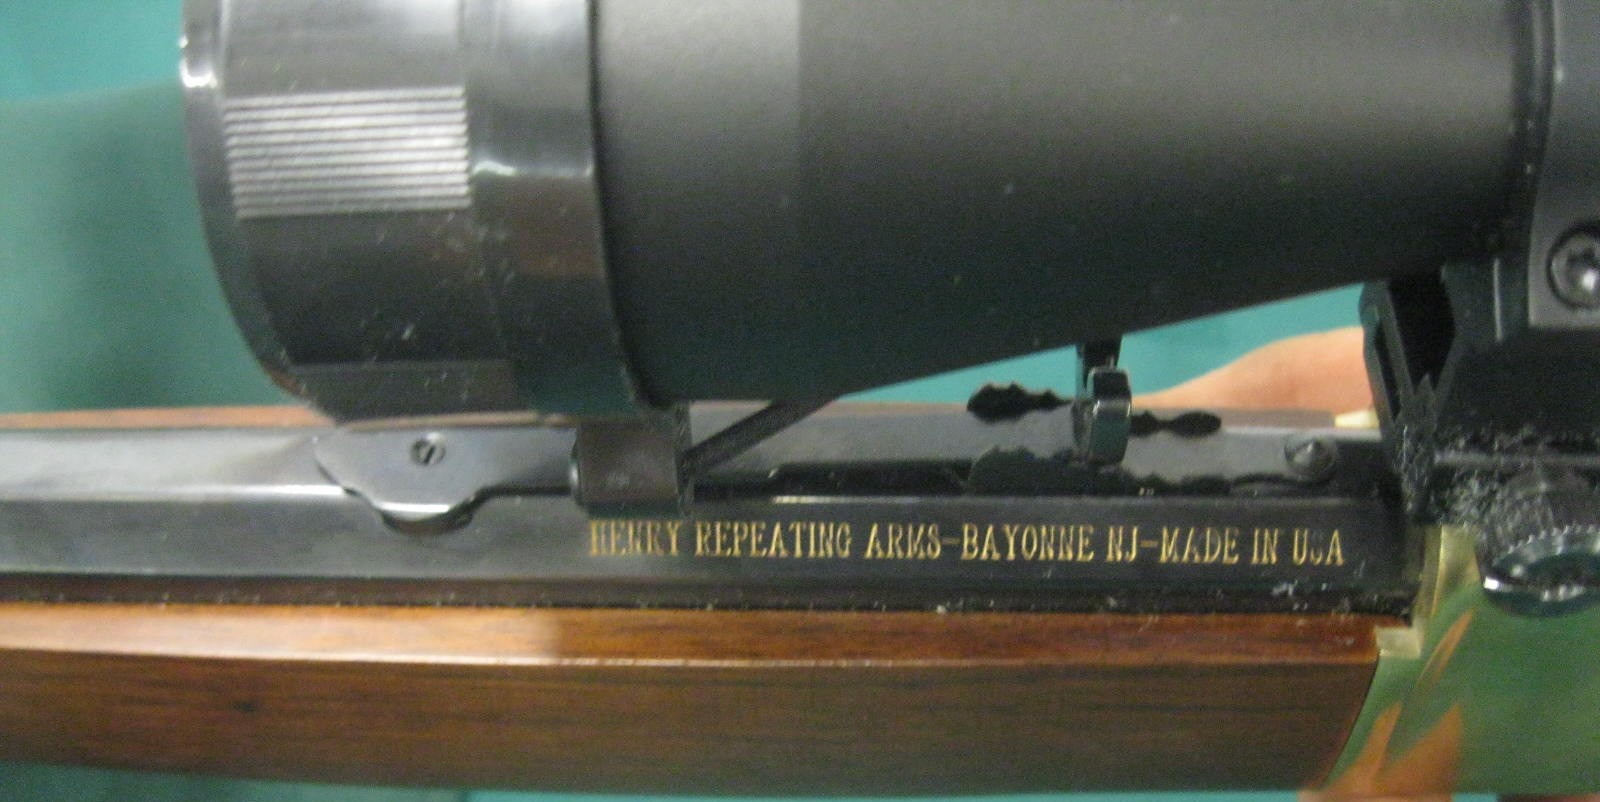 HENRY REPEATING ARMS-BAYONNE NJ-MADE IN USA